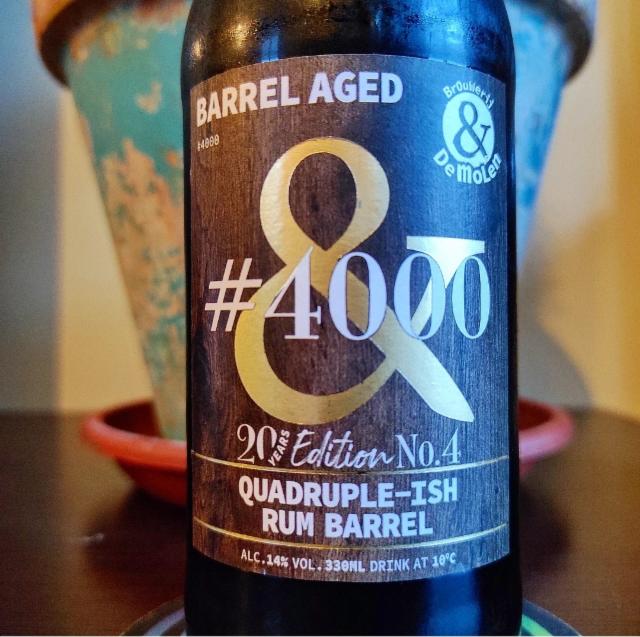 BARREL AGED
#4000
BrOuWerij
&
De MoLen
&
#4000
20 YEARS Edition No.4
QUADRUPLE-ISH
RUM BARREL
ALC.14% VOL.330ML DRINK AT 10°C